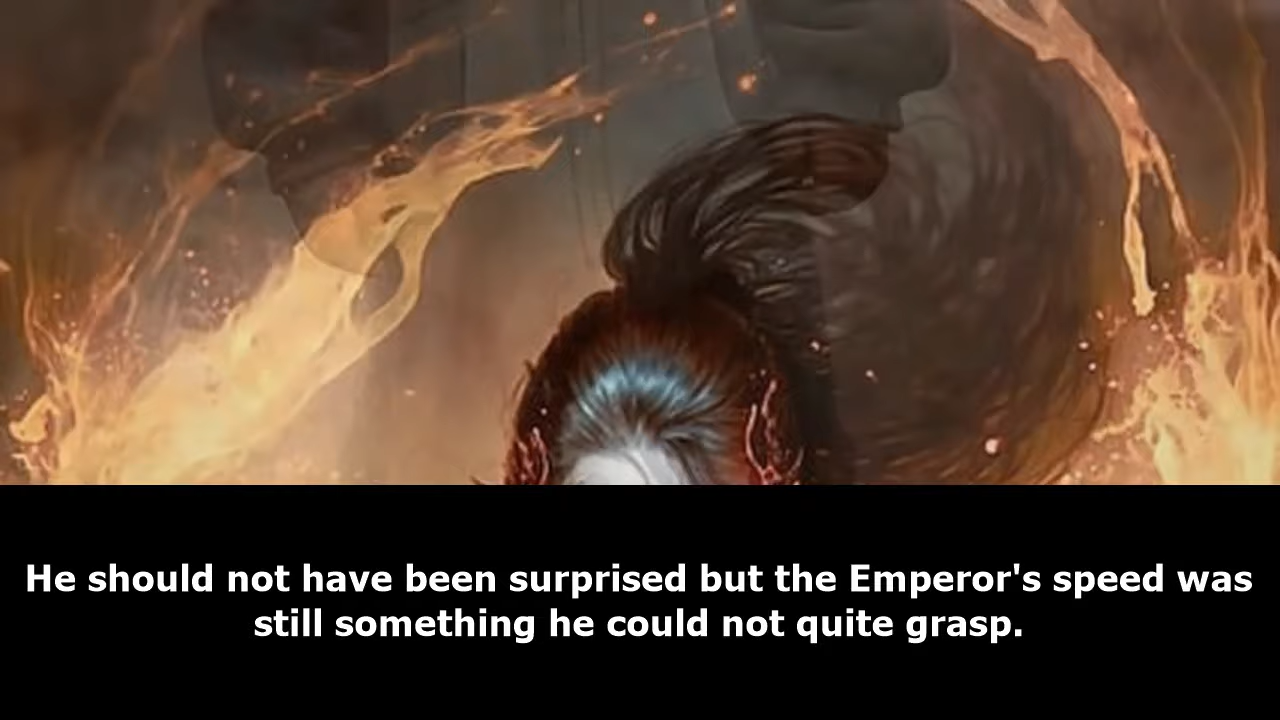 He should not have been surprised but the Emperor's speed was
still something he could not quite grasp.